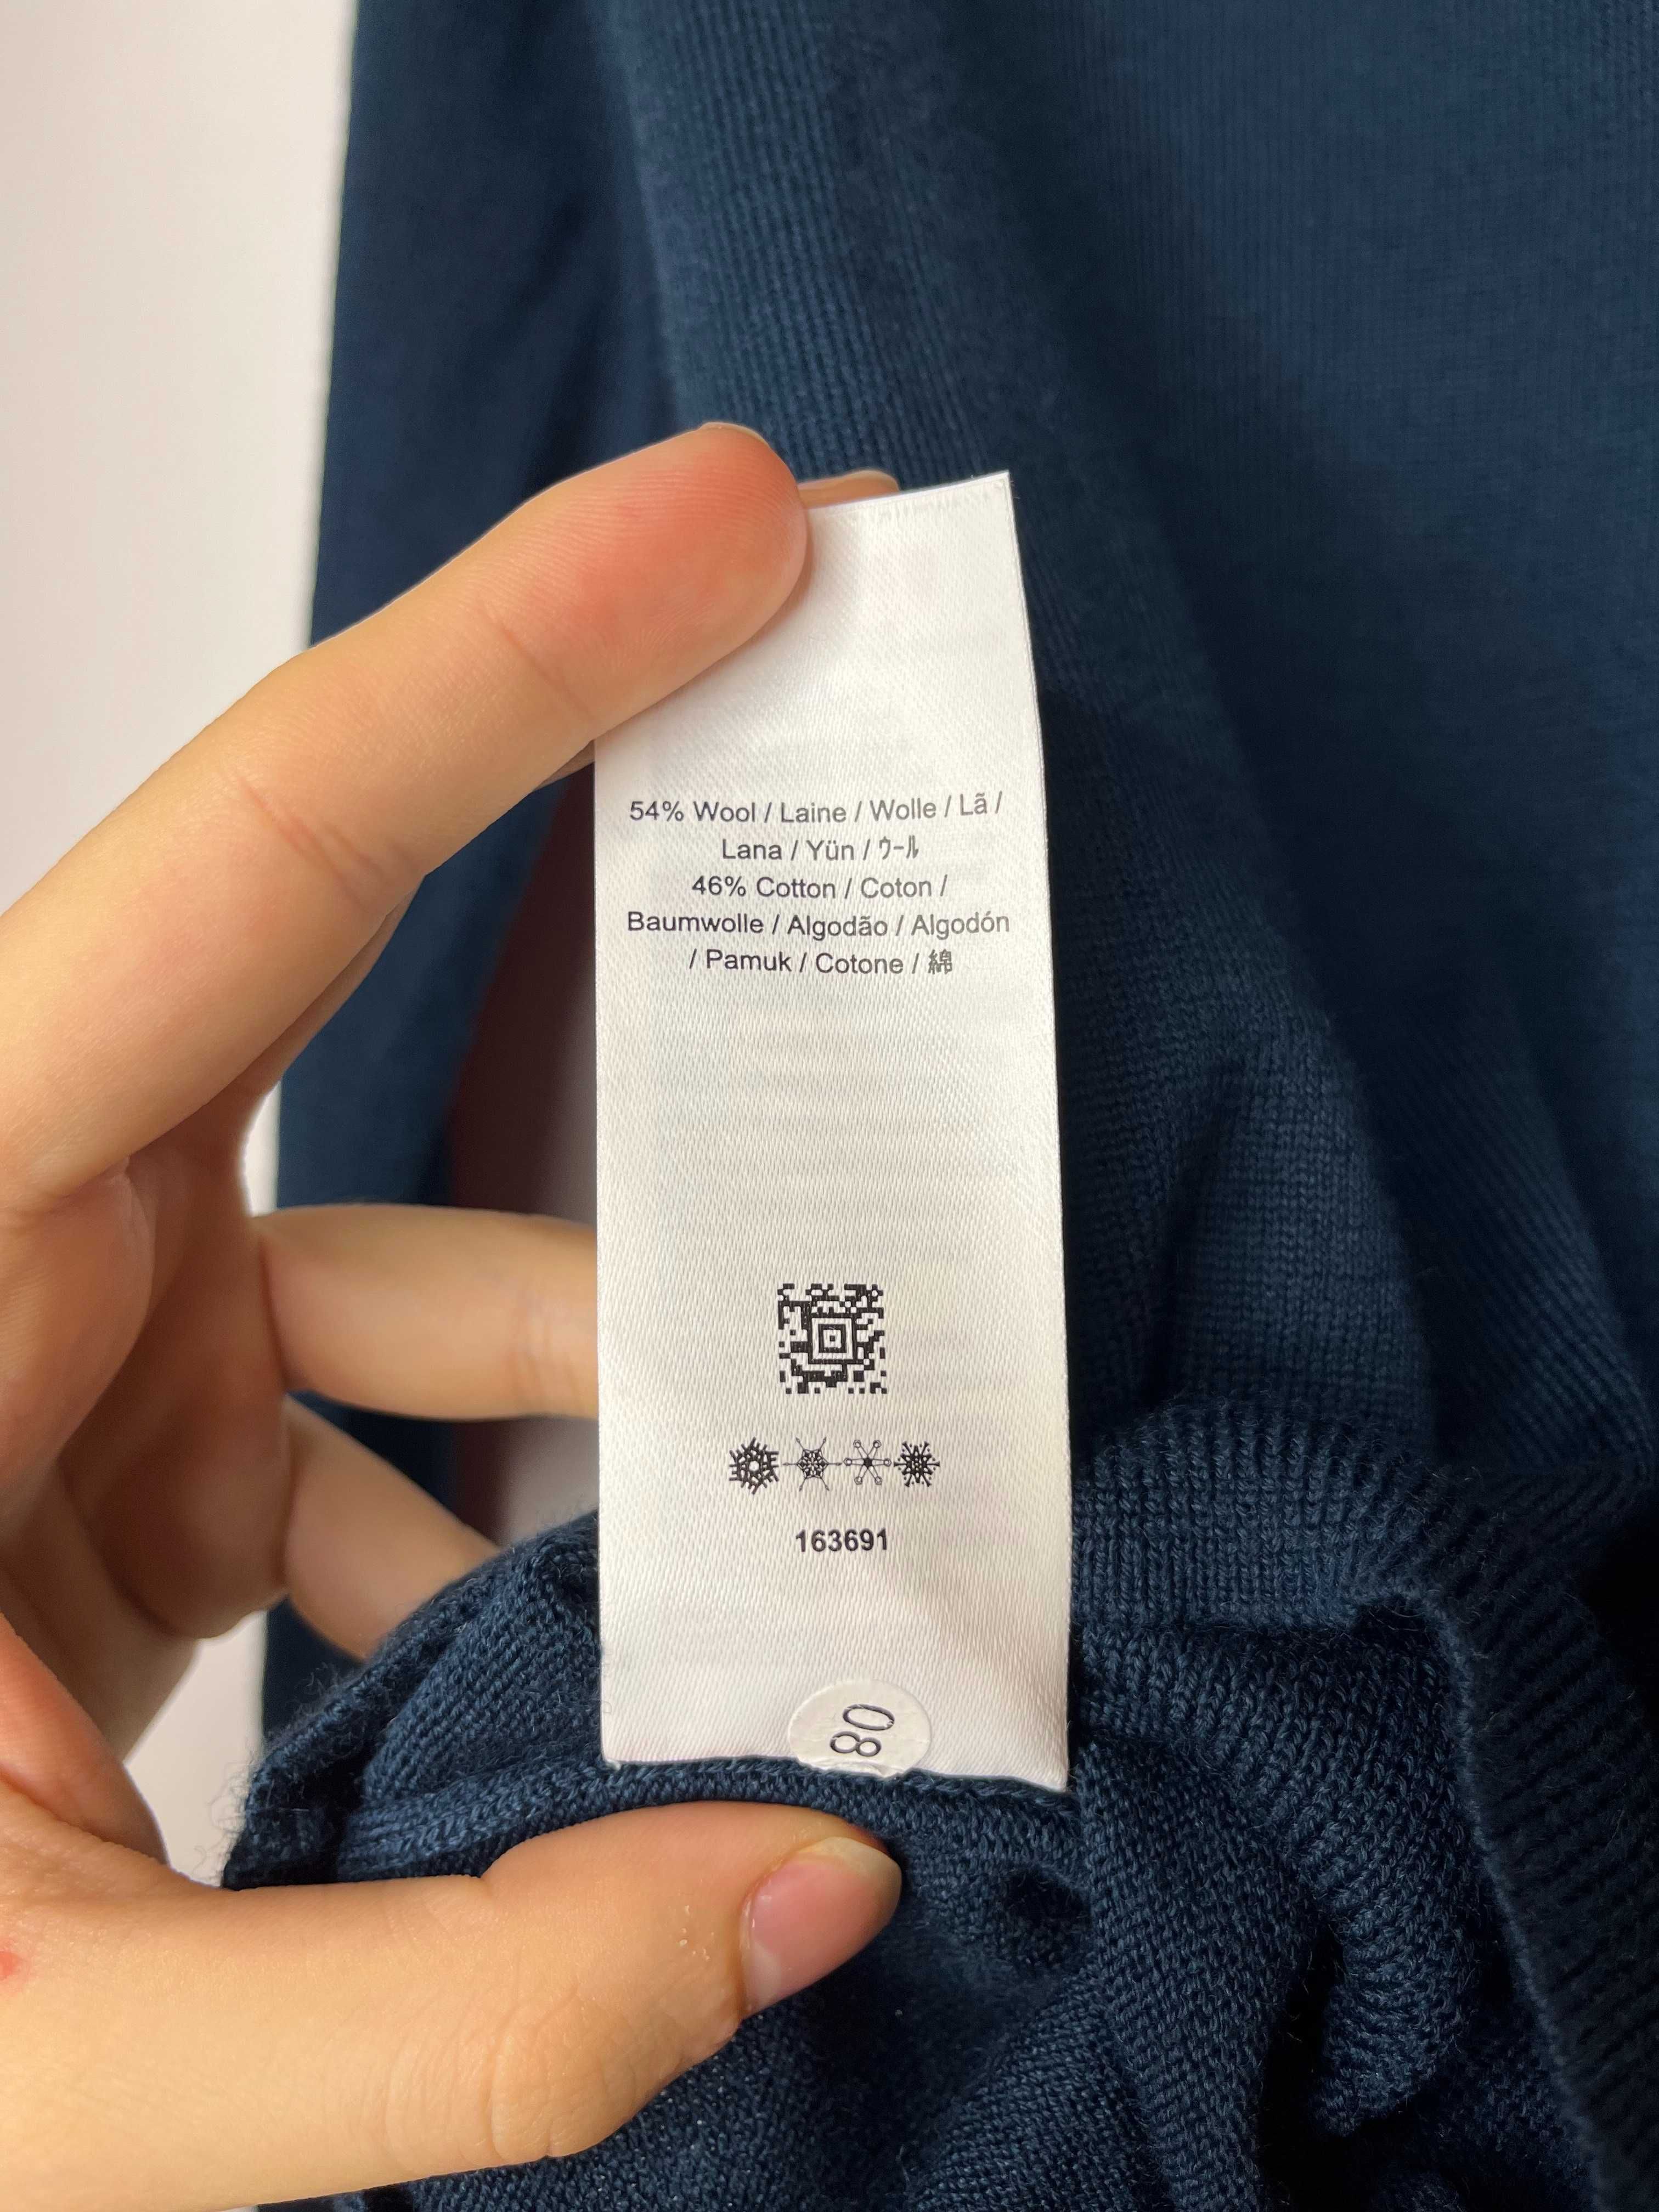 54% Wool / Laine / Wolle / Lã /
Lana / Yün / ウール
46% Cotton / Coton /
Baumwolle / Algodão / Algodón
/ Pamuk / Cotone / 綿
163691
80